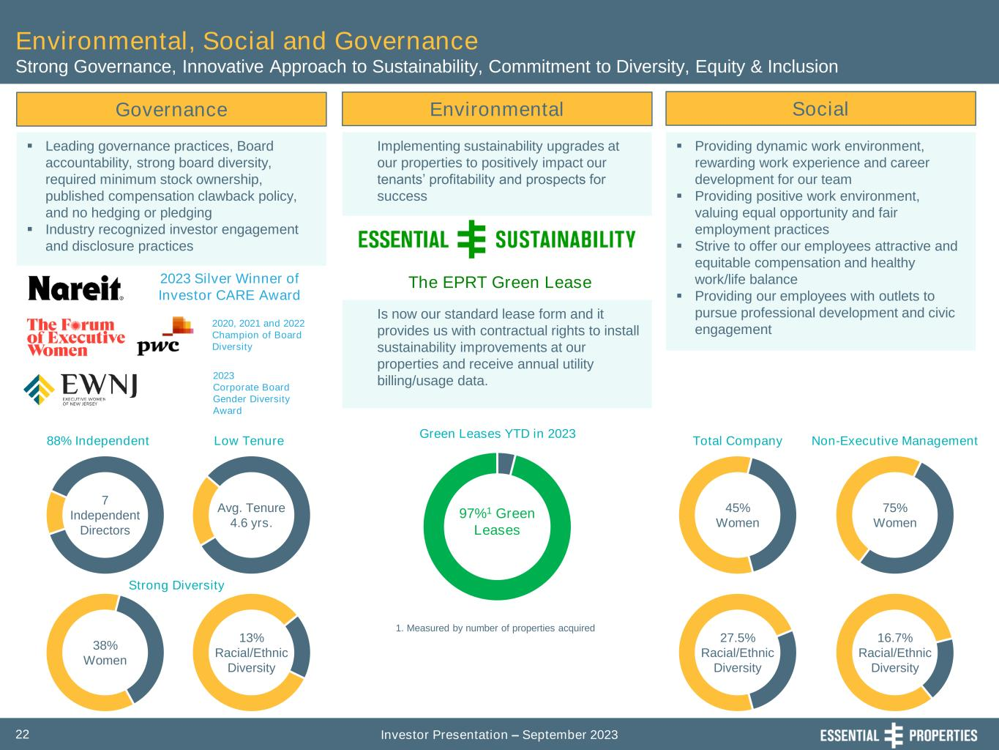 Environmental, Social and Governance
Strong Governance, Innovative Approach to Sustainability, Commitment to Diversity, Equity & Inclusion
Governance
▪ Leading governance practices, Board
accountability, strong board diversity,
required minimum stock ownership,
published compensation clawback policy,
and no hedging or pledging
▪ Industry recognized investor engagement
and disclosure practices
Nareit®
2023 Silver Winner of
Investor CARE Award
The Forum
of Executive
Women
pwc
2020, 2021 and 2022
Champion of Board
Diversity
EWNJ
EXECUTIVE WOMEN
OF NEW JERSEY
2023
Corporate Board
Gender Diversity
Award
88% Independent
7
Independent
Directors
Low Tenure
Avg. Tenure
4.6 yrs.
Strong Diversity
38%
Women
13%
Racial/Ethnic
Diversity
Environmental
Implementing sustainability upgrades at
our properties to positively impact our
tenants’ profitability and prospects for
success
ESSENTIAL SUSTAINABILITY
The EPRT Green Lease
Is now our standard lease form and it
provides us with contractual rights to install
sustainability improvements at our
properties and receive annual utility
billing/usage data.
Green Leases YTD in 2023
97%¹ Green
Leases
1. Measured by number of properties acquired
Social
▪ Providing dynamic work environment,
rewarding work experience and career
development for our team
▪ Providing positive work environment,
valuing equal opportunity and fair
employment practices
▪ Strive to offer our employees attractive and
equitable compensation and healthy
work/life balance
▪ Providing our employees with outlets to
pursue professional development and civic
engagement
Total Company
45%
Women
Non-Executive Management
75%
Women
27.5%
Racial/Ethnic
Diversity
16.7%
Racial/Ethnic
Diversity
22
Investor Presentation – September 2023
ESSENTIAL PROPERTIES